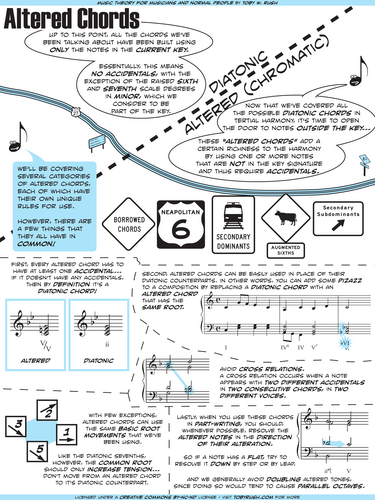 MUSIC THEORY FOR MUSICIANS AND NORMAL PEOPLE BY TOBY W. RUSH
Altered Chords
UP TO THIS POINT, ALL THE CHORDS WE'VE
BEEN TALKING ABOUT HAVE BEEN BUILT USING
ONLY THE NOTES IN THE CURRENT KEY.
ESSENTIALLY, THIS MEANS
NO ACCIDENTALS, WITH THE
EXCEPTION OF THE RAISED SIXTH
AND SEVENTH SCALE DEGREES
IN MINOR, WHICH WE
CONSIDER TO BE
PART OF THE KEY.
DIATONIC
ALTERED (CHROMATIC)
NOW THAT WE'VE COVERED ALL
THE POSSIBLE DIATONIC CHORDS IN
TERTIAL HARMONY, IT'S TIME TO OPEN
THE DOOR TO NOTES OUTSIDE THE KEY...
THESE "ALTERED CHORDS" ADD A
CERTAIN RICHNESS TO THE HARMONY
BY USING ONE OR MORE NOTES
THAT ARE NOT IN THE KEY SIGNATURE
AND THUS REQUIRE ACCIDENTALS.
WE'LL BE COVERING
SEVERAL CATEGORIES
OF ALTERED CHORDS,
EACH OF WHICH HAVE
THEIR OWN UNIQUE
RULES FOR USE.
HOWEVER, THERE ARE
A FEW THINGS THAT
THEY ALL HAVE IN
COMMON!
BORROWED
CHORDS
NEAPOLITAN
6
SECONDARY
DOMINANTS
AUGMENTED
SIXTHS
Secondary
Subdominants
FIRST, EVERY ALTERED CHORD HAS TO
HAVE AT LEAST ONE ACCIDENTAL...
IF IT DOESN'T HAVE ANY ACCIDENTALS,
THEN BY DEFINITION IT'S A
DIATONIC CHORD!
V/V
ii
ALTERED
DIATONIC
SECOND, ALTERED CHORDS CAN BE EASILY USED IN PLACE OF THEIR
DIATONIC COUNTERPARTS. IN OTHER WORDS, YOU CAN ADD SOME PIZAZZ
TO A COMPOSITION BY REPLACING A DIATONIC CHORD WITH AN
ALTERED CHORD
THAT HAS THE
SAME ROOT.
AVOID CROSS RELATIONS.
A CROSS RELATION OCCURS WHEN A NOTE
APPEARS WITH TWO DIFFERENT ACCIDENTALS
IN TWO CONSECUTIVE CHORDS, IN TWO
DIFFERENT VOICES.
3
5
1
WITH FEW EXCEPTIONS,
ALTERED CHORDS CAN USE
THE SAME BASIC ROOT
MOVEMENTS THAT WE'VE
BEEN USING.
LIKE THE DIATONIC SEVENTHS,
HOWEVER, THE COMMON ROOT
SHOULD ONLY INCREASE TENSION...
DON'T MOVE FROM AN ALTERED CHORD
TO IT'S DIATONIC COUNTERPART.
LASTLY, WHEN YOU USE THESE CHORDS
IN PART-WRITING, YOU SHOULD
WHENEVER POSSIBLE, RESOLVE THE
ALTERED NOTES IN THE DIRECTION
OF THEIR ALTERATION.
SO IF A NOTE HAS A FLAT, TRY TO
RESOLVE IT DOWN BY STEP OR BY LEAP.
AND WE GENERALLY AVOID DOUBLING ALTERED TONES,
SINCE DOING SO WOULD TEND TO CAUSE PARALLEL OCTAVES.
LICENSED UNDER A CREATIVE COMMONS BY-NC-ND LICENSE - VISIT TOBYRUSH.COM FOR MORE